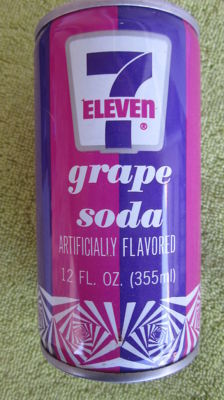 7
ELEVEN®
grape
soda
ARTIFICIALLY FLAVORED
12 FL. OZ. (355ml)